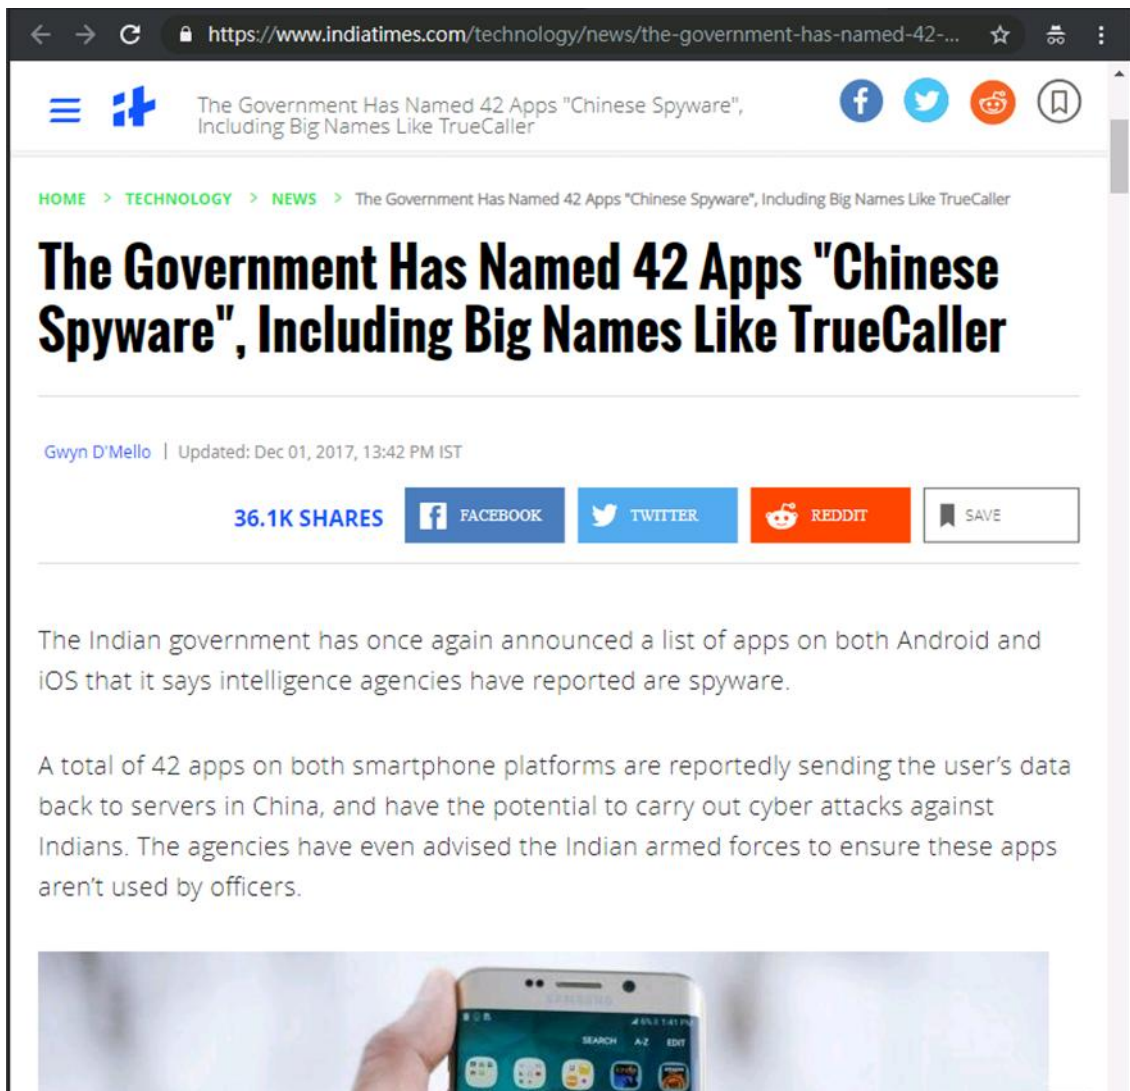 https://www.indiatimes.com/technology/news/the-government-has-named-42-...
The Government Has Named 42 Apps "Chinese Spyware",
Including Big Names Like TrueCaller
HOME > TECHNOLOGY > NEWS > The Government Has Named 42 Apps "Chinese Spyware", Including Big Names Like TrueCaller
The Government Has Named 42 Apps "Chinese
Spyware", Including Big Names Like TrueCaller
Gwyn D'Mello | Updated: Dec 01, 2017, 13:42 PM IST
36.1K SHARES FACEBOOK TWITTER REDDIT SAVE
The Indian government has once again announced a list of apps on both Android and
iOS that it says intelligence agencies have reported are spyware.
A total of 42 apps on both smartphone platforms are reportedly sending the user's data
back to servers in China, and have the potential to carry out cyber attacks against
Indians. The agencies have even advised the Indian armed forces to ensure these apps
aren't used by officers.
SAMSUNG
1:41 PM
SEARCH A-Z EDIT